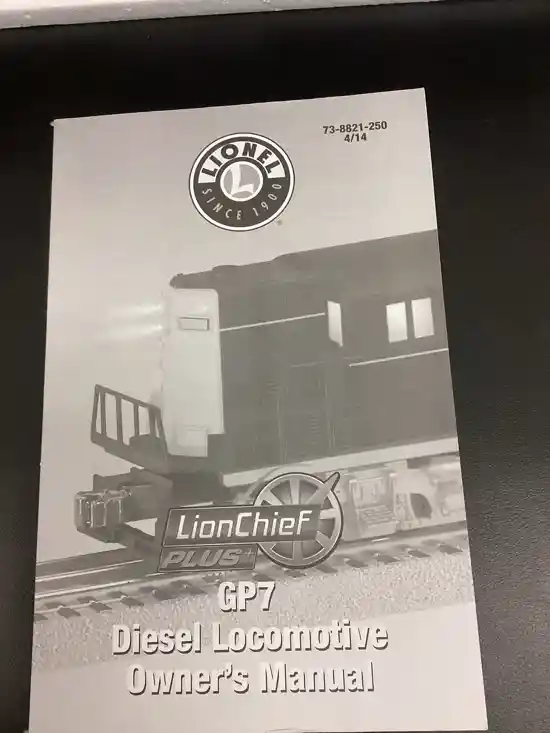 73-8821-250
4/14
LIONEL
L
SINCE 1900
®
LionChief
PLUS+
GP7
Diesel Locomotive
Owner's Manual